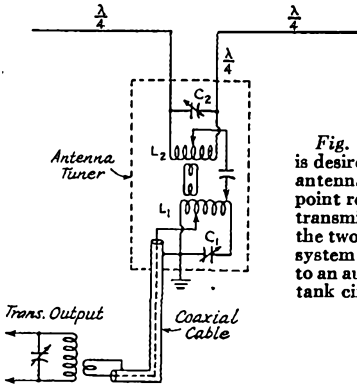 λ/4 λ/4
λ/4
C₂
L₂
Antenna
Tuner
L₁
C₁
Trans. Output
Coaxial
Cable
Fig.
is desire
antenna
point re
transmi
the two
system
to an au
tank ci